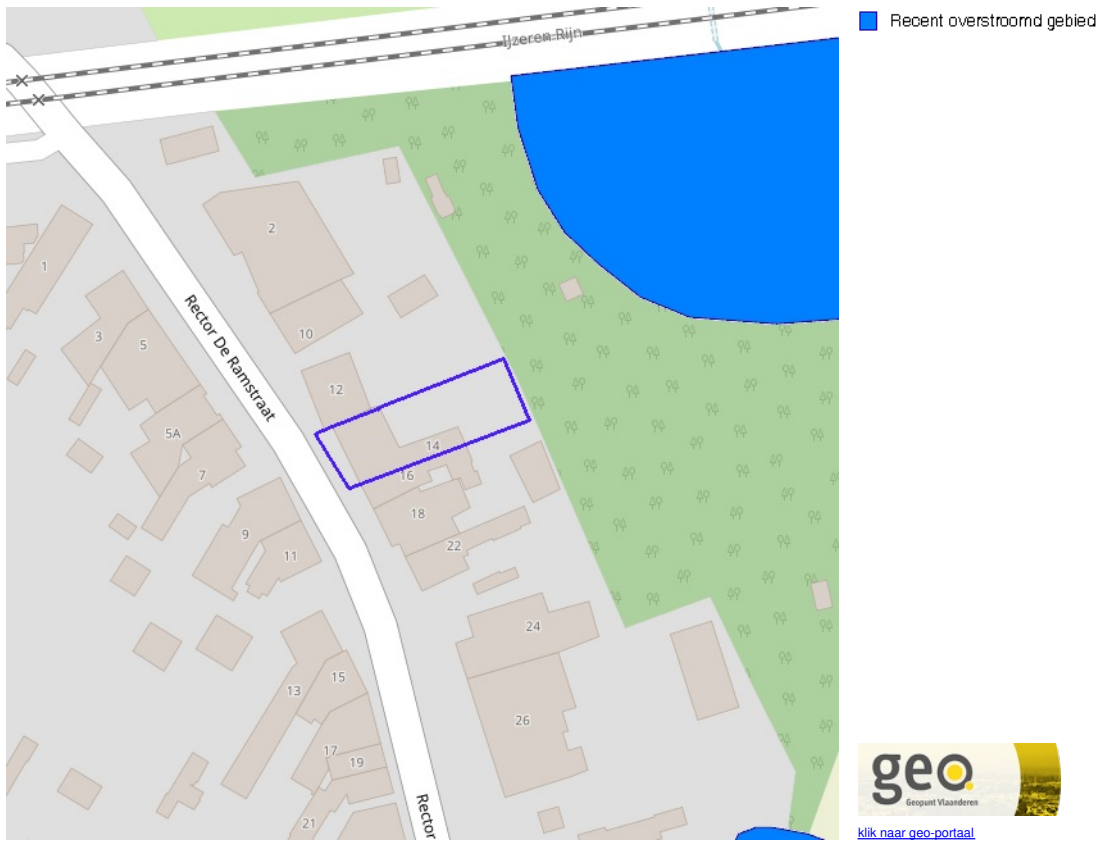 Recent overstroomd gebied
IJzeren Rijn
2
1
10
3
5
Rector De Ramstraat
12
5A
14
7
16
18
9
22
11
24
15
13
26
17
19
Rector
21
geo.
Geopunt Vlaanderen
klik naar geo-portaal